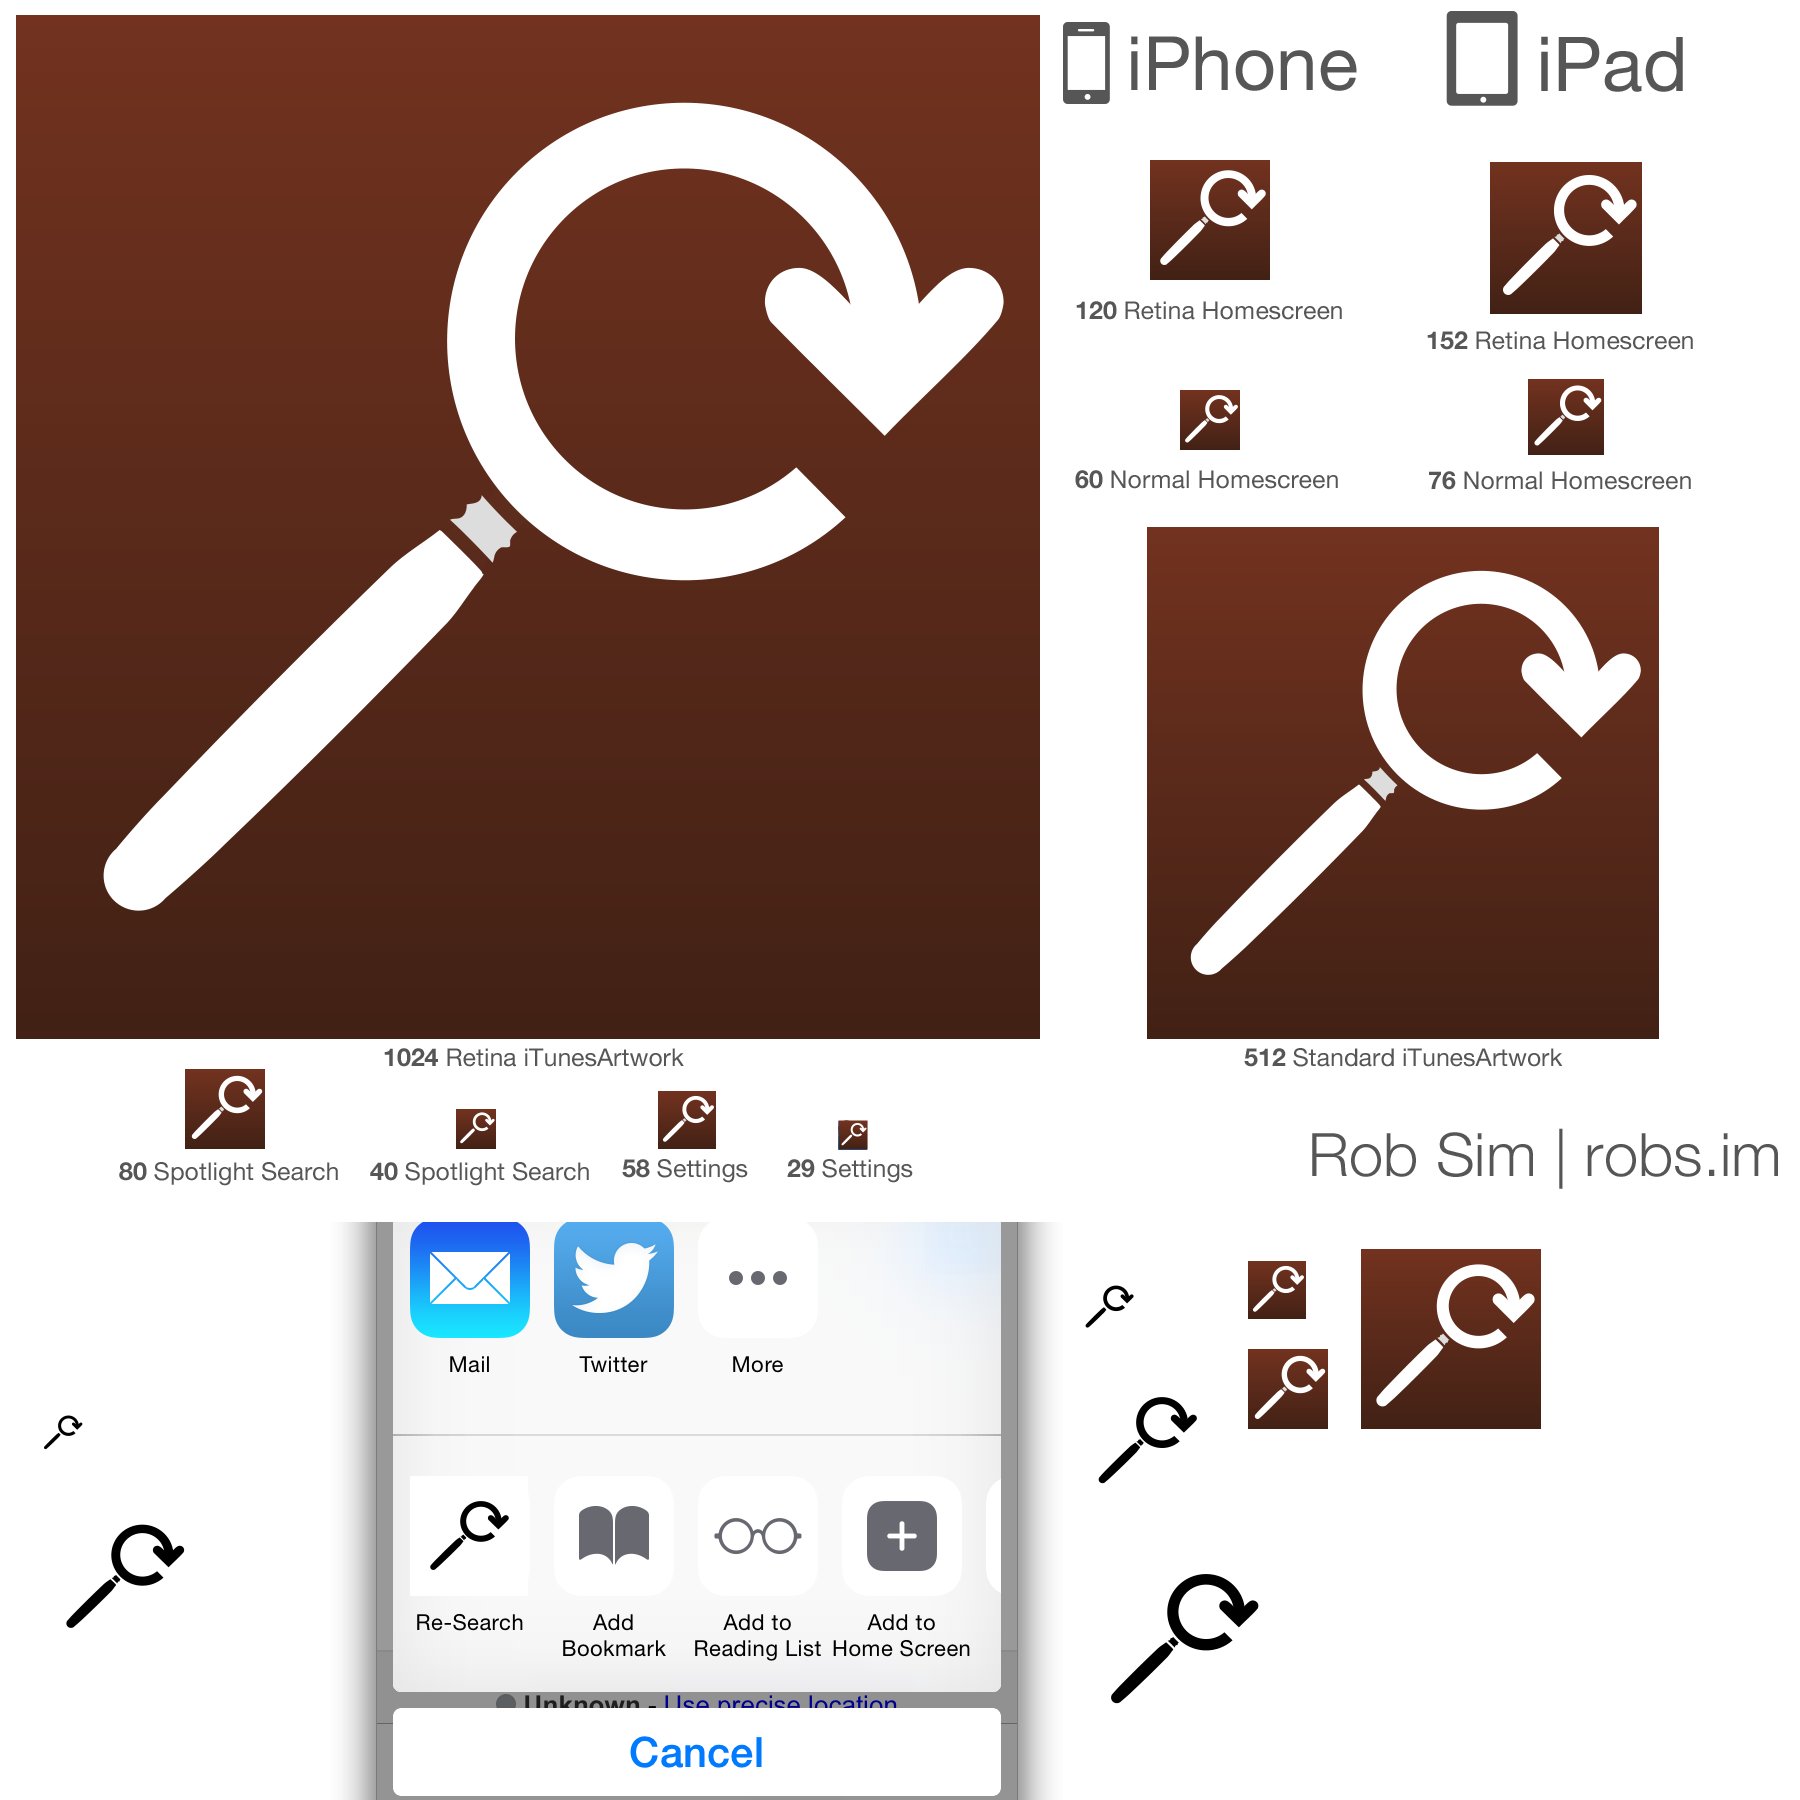 iPhone
iPad
120 Retina Homescreen
152 Retina Homescreen
60 Normal Homescreen
76 Normal Homescreen
1024 Retina iTunesArtwork
512 Standard iTunesArtwork
80 Spotlight Search
40 Spotlight Search
58 Settings
29 Settings
Rob Sim | robs.im
Mail
Twitter
More
Re-Search
Add
Bookmark
Add to
Reading List
Add to
Home Screen
Unknown - Use precise location
Cancel